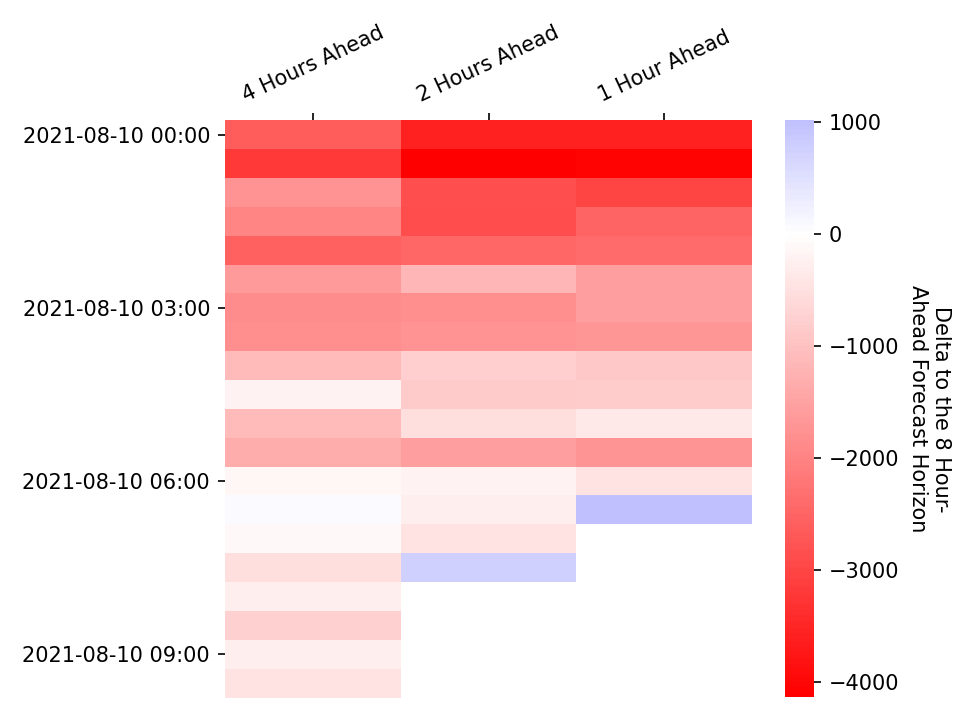 4 Hours Ahead
2 Hours Ahead
1 Hour Ahead
2021-08-10 00:00
2021-08-10 03:00
2021-08-10 06:00
2021-08-10 09:00
1000
0
−1000
−2000
−3000
−4000
Delta to the 8 Hour-
Ahead Forecast Horizon